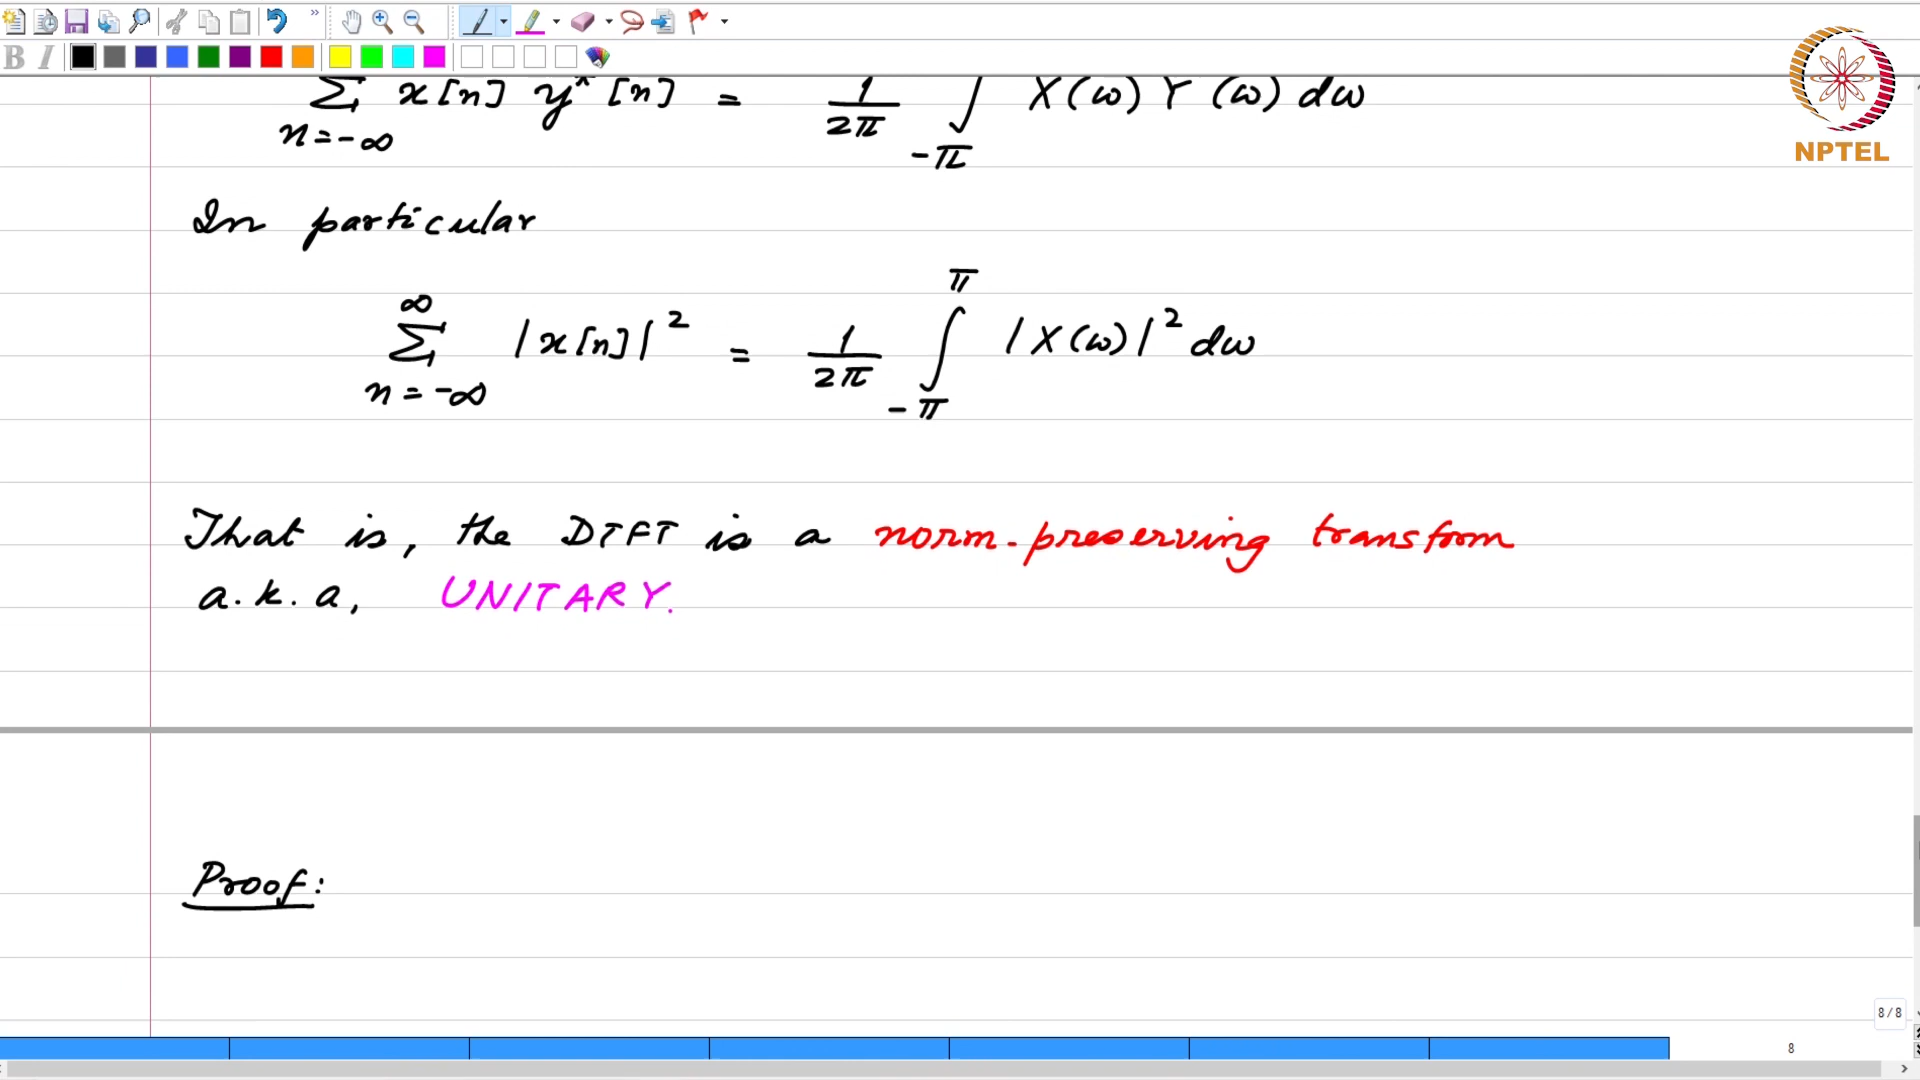 B I
NPTEL
∑ x[n] y*[n] = 1/2π ∫ X(ω) Y (ω) dω
n=-∞ -π
In particular
∞ π
∑ |x[n]|² = 1/2π ∫ |X(ω)|² dω
n=-∞ -π
That is, the DTFT is a norm-preserving transform
a.k.a, UNITARY.
Proof:
8/8
8